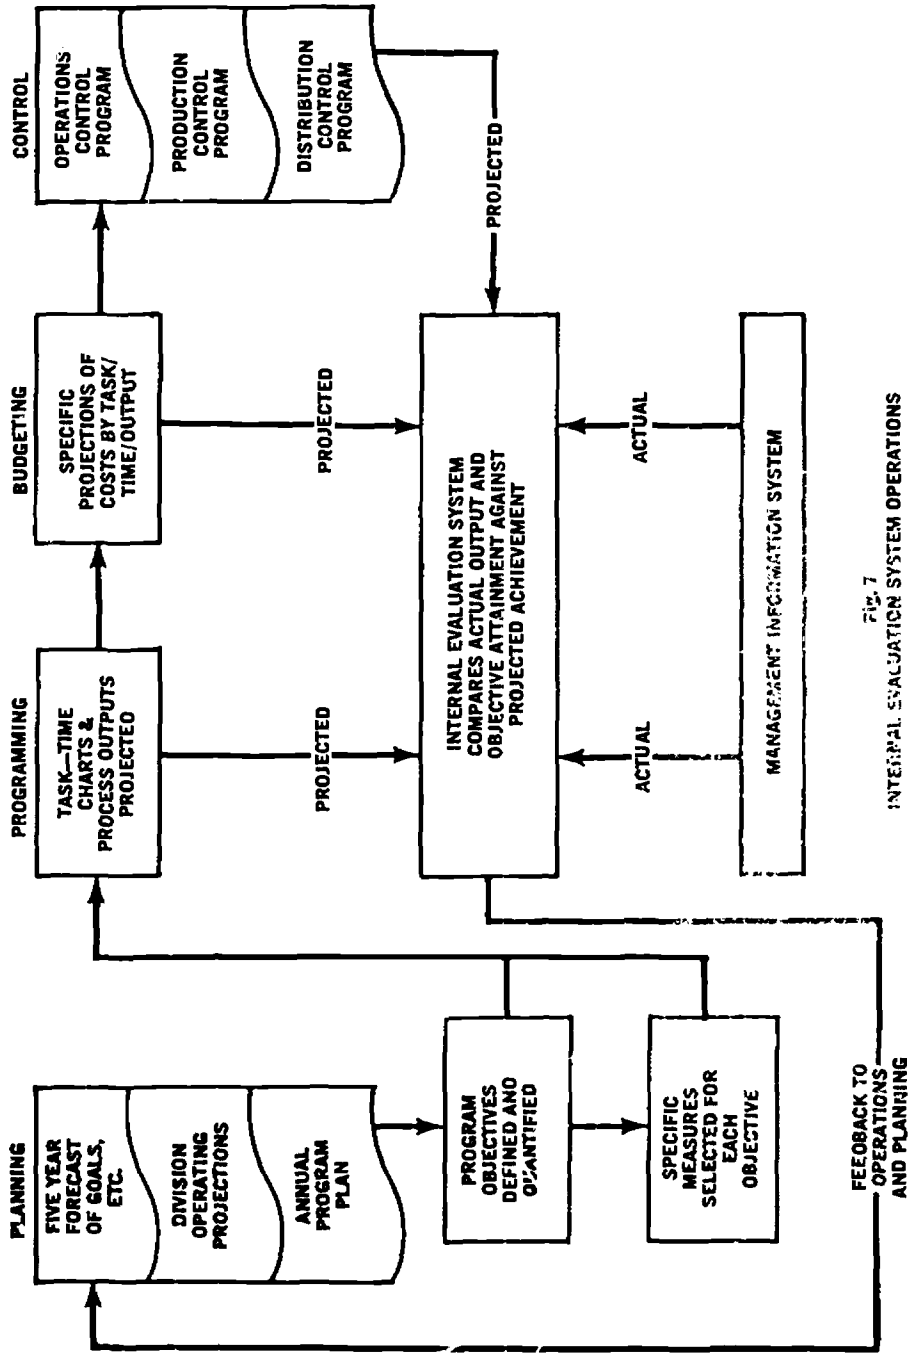 PLANNING
FIVE YEAR
FORECAST
OF GOALS,
ETC.
DIVISION
OPERATING
PROJECTIONS
ANNUAL
PROGRAM
PLAN
PROGRAM
OBJECTIVES
DEFINED AND
QUANTIFIED
SPECIFIC
MEASURES
SELECTED FOR
EACH
OBJECTIVE
PROGRAMMING
TASK—TIME
CHARTS &
PROCESS OUTPUTS
PROJECTED
PROJECTED
BUDGETING
SPECIFIC
PROJECTIONS OF
COSTS BY TASK/
TIME/OUTPUT
PROJECTED
CONTROL
OPERATIONS
CONTROL
PROGRAM
PRODUCTION
CONTROL
PROGRAM
DISTRIBUTION
CONTROL
PROGRAM
PROJECTED
INTERNAL EVALUATION SYSTEM
COMPARES ACTUAL OUTPUT AND
OBJECTIVE ATTAINMENT AGAINST
PROJECTED ACHIEVEMENT
ACTUAL
ACTUAL
MANAGEMENT INFORMATION SYSTEM
FEEOBACK TO
OPERATIONS
AND PLANNING
Fig. 7
INTERNAL EVALUATION SYSTEM OPERATIONS